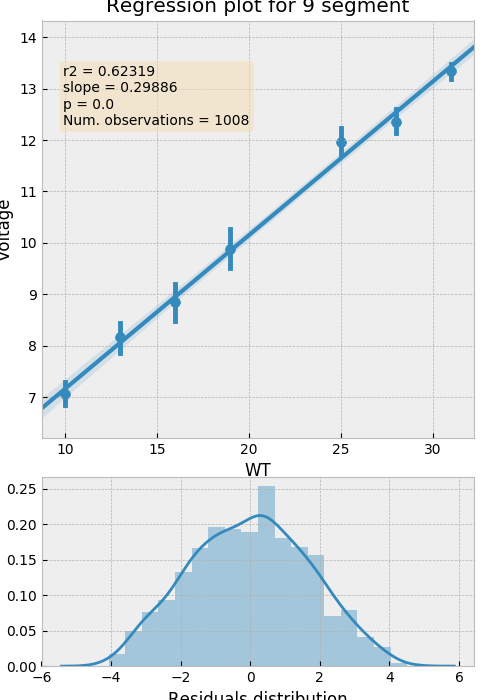 Regression plot for 9 segment
14
13
12
11
10
9
8
7
Voltage
r2 = 0.62319
slope = 0.29886
p = 0.0
Num. observations = 1008
10 15 20 25 30
WT
0.25
0.20
0.15
0.10
0.05
0.00
−6 −4 −2 0 2 4 6
Residuals distribution